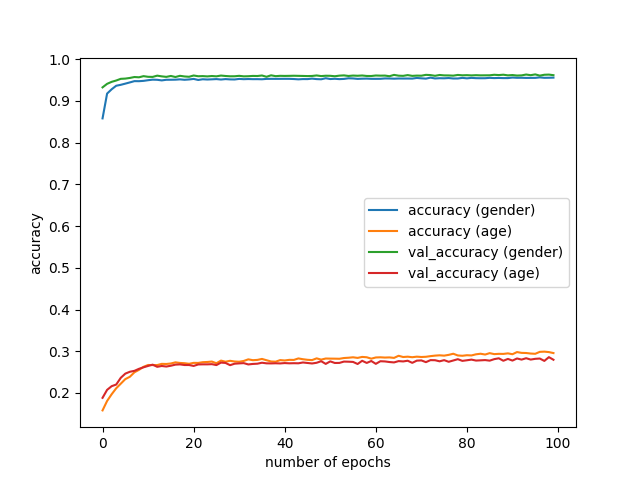 1.0
0.9
0.8
0.7
0.6
0.5
0.4
0.3
0.2
accuracy
accuracy (gender)
accuracy (age)
val_accuracy (gender)
val_accuracy (age)
0 20 40 60 80 100
number of epochs